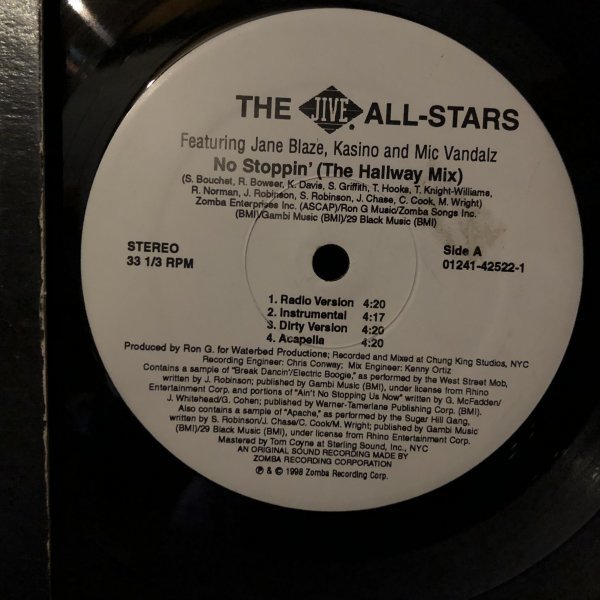 THE JIVE. ALL-STARS
Featuring Jane Blaze, Kasino and Mic Vandalz
No Stoppin' (The Hallway Mix)
(S. Bouchet, R. Bowser, K. Davis, S. Griffith, T. Hooks, T. Knight-Williams,
R. Norman, J. Robinson, S. Robinson, J. Chase, C. Cook, M. Wright)
Zomba Enterprises Inc. (ASCAP)/Ron G Music/Zomba Songs Inc.
(BMI)/Gambi Music (BMI)/29 Black Music (BMI)
STEREO
33 1/3 RPM
Side A
01241-42522-1
1. Radio Version 4:20
2. Instrumental 4:17
3. Dirty Version 4:20
4. Acapella 4:20
Produced by Ron G. for Waterbed Productions; Recorded and Mixed at Chung King Studios, NYC
Recording Engineer: Chris Conway; Mix Engineer: Kenny Ortiz
Contains a sample of "Break Dancin'/Electric Boogie," as performed by the West Street Mob,
written by J. Robinson; published by Gambi Music (BMI), under license from Rhino
Entertainment Corp. and portions of "Ain't No Stopping Us Now" written by G. McFadden/
J. Whitehead/G. Cohen; published by Warner-Tamerlane Publishing Corp. (BMI).
Also contains a sample of "Apache," as performed by the Sugar Hill Gang,
written by S. Robinson/J. Chase/C. Cook/M. Wright; published by Gambi Music
(BMI)/29 Black Music (BMI), under license from Rhino Entertainment Corp.
Mastered by Tom Coyne at Sterling Sound, Inc., NYC
AN ORIGINAL SOUND RECORDING MADE BY
ZOMBA RECORDING CORPORATION
℗ & © 1998 Zomba Recording Corp.